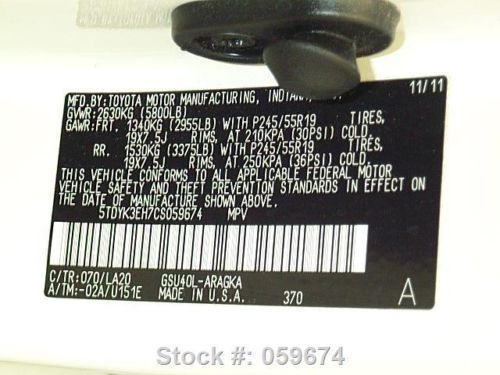 MFD.BY:TOYOTA MOTOR MANUFACTURING, 11/11
GVWR:2630KG (5800LB)
GAWR:FRT. 1340KG (2955LB) WITH P245/55R19 TIRES,
19X7.5J RIMS, AT 210KPA (30PSI) COLD.
RR. 1530KG (3375LB) WITH P245/55R19 TIRES,
19X7.5J RIMS, AT 250KPA (36PSI) COLD.
THIS VEHICLE CONFORMS TO ALL APPLICABLE FEDERAL MOTOR
VEHICLE SAFETY AND THEFT PREVENTION STANDARDS IN EFFECT ON
THE DATE OF MANUFACTURE SHOWN ABOVE.
5TDYK3EH7CS059674 MPV
C/TR:070/LA20 GSU40L-ARAGKA
A/TM:-02A/U151E MADE IN U.S.A. 370 A
Stock #: 059674